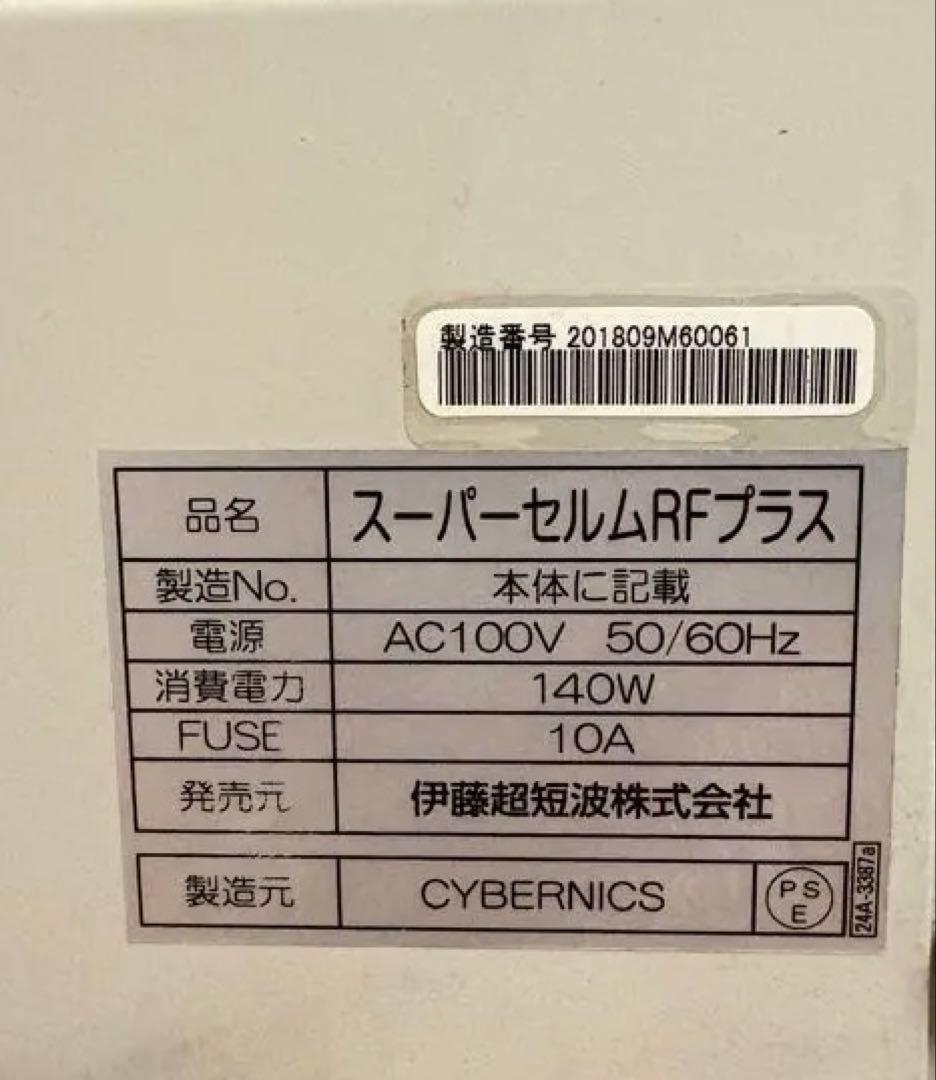 製造番号 201809M60061
品名 スーパーセルムRFプラス
製造No. 本体に記載
電源 AC100V 50/60Hz
消費電力 140W
FUSE 10A
発売元 伊藤超短波株式会社
製造元 CYBERNICS PSE
24A-3387a